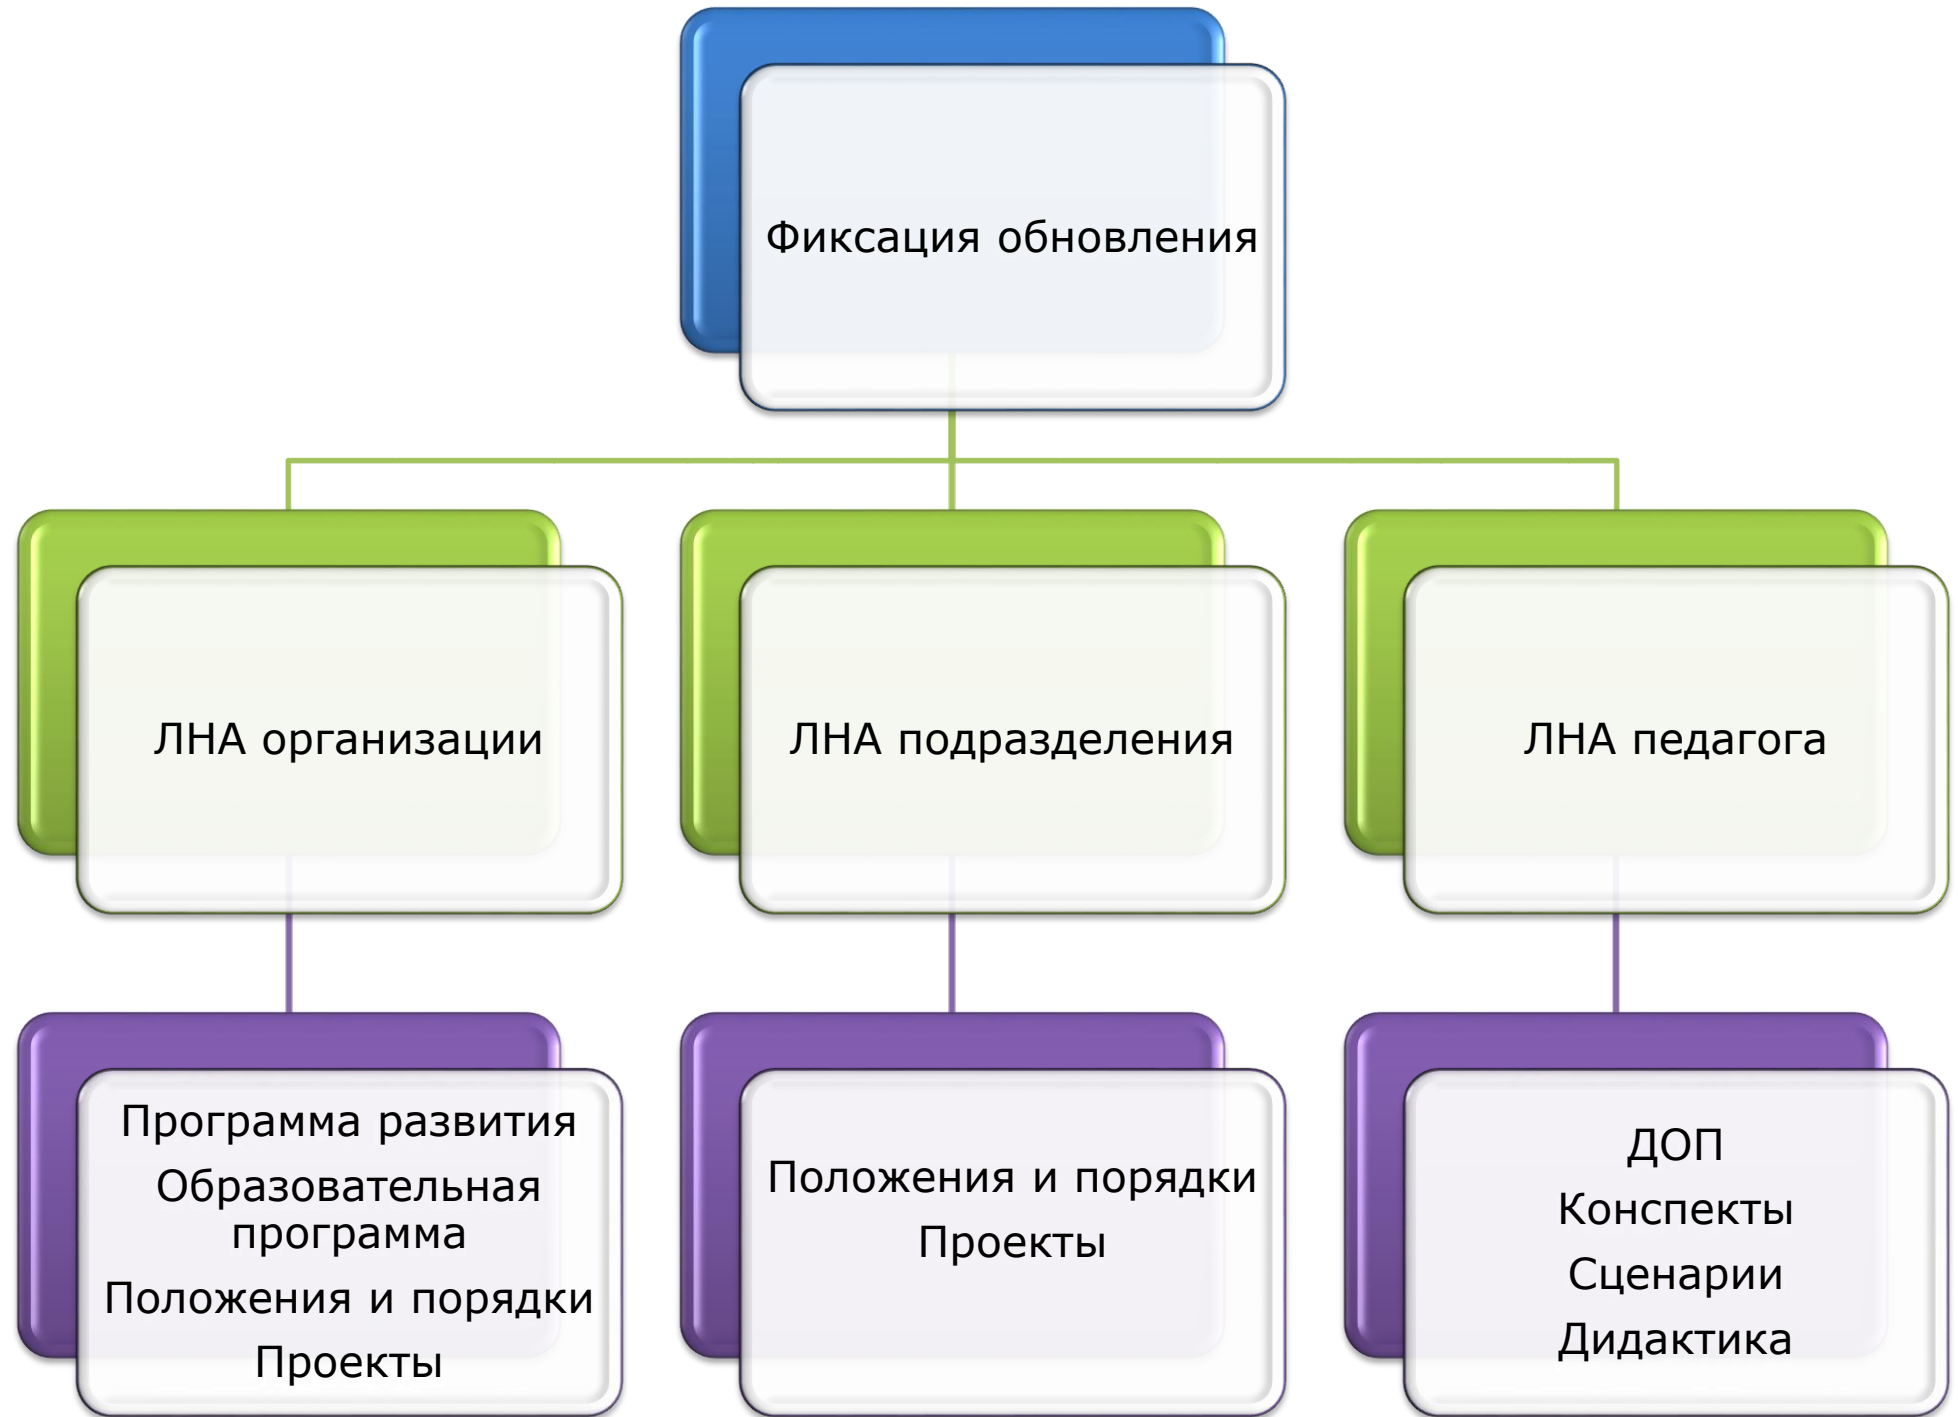 Фиксация обновления
ЛНА организации
ЛНА подразделения
ЛНА педагога
Программа развития
Образовательная
программа
Положения и порядки
Проекты
Положения и порядки
Проекты
ДОП
Конспекты
Сценарии
Дидактика